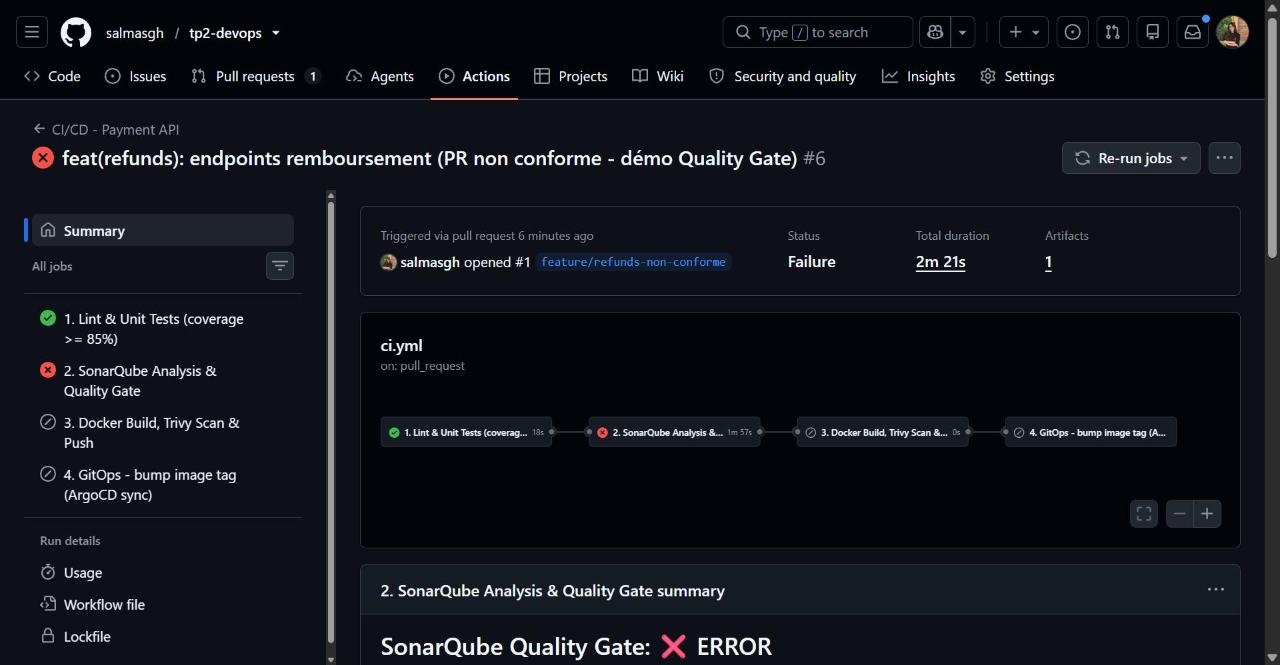 salmasgh / tp2-devops
Type / to search
Code
Issues
Pull requests 1
Agents
Actions
Projects
Wiki
Security and quality
Insights
Settings
CI/CD - Payment API
feat(refunds): endpoints remboursement (PR non conforme - démo Quality Gate) #6
Re-run jobs
Summary
All jobs
1. Lint & Unit Tests (coverage
>= 85%)
2. SonarQube Analysis &
Quality Gate
3. Docker Build, Trivy Scan &
Push
4. GitOps - bump image tag
(ArgoCD sync)
Run details
Usage
Workflow file
Lockfile
Triggered via pull request 6 minutes ago
salmasgh opened #1 feature/refunds-non-conforme
Status
Failure
Total duration
2m 21s
Artifacts
1
ci.yml
on: pull_request
1. Lint & Unit Tests (coverag... 18s
2. SonarQube Analysis &... 1m 57s
3. Docker Build, Trivy Scan &... 0s
4. GitOps - bump image tag (A...
2. SonarQube Analysis & Quality Gate summary
SonarQube Quality Gate: ❌ ERROR